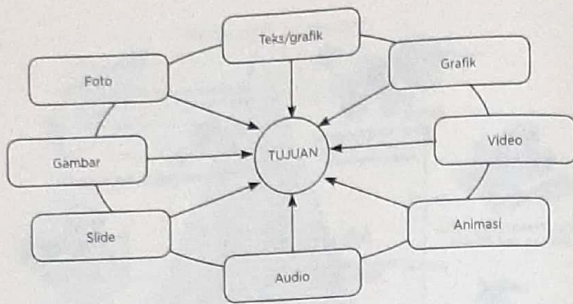 Teks/grafik
Foto
Grafik
Gambar
TUJUAN
Video
Slide
Animasi
Audio